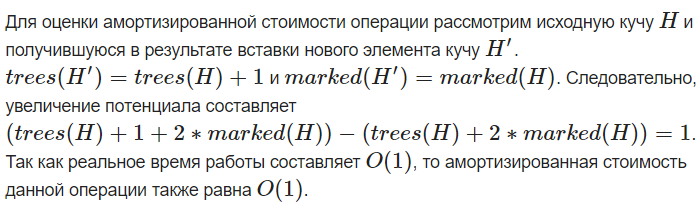 Для оценки амортизированной стоимости операции рассмотрим исходную кучу H и
получившуюся в результате вставки нового элемента кучу H′.
trees(H′) = trees(H) + 1 и marked(H′) = marked(H). Следовательно,
увеличение потенциала составляет
(trees(H) + 1 + 2 ∗ marked(H)) − (trees(H) + 2 ∗ marked(H)) = 1.
Так как реальное время работы составляет O(1), то амортизированная стоимость
данной операции также равна O(1).